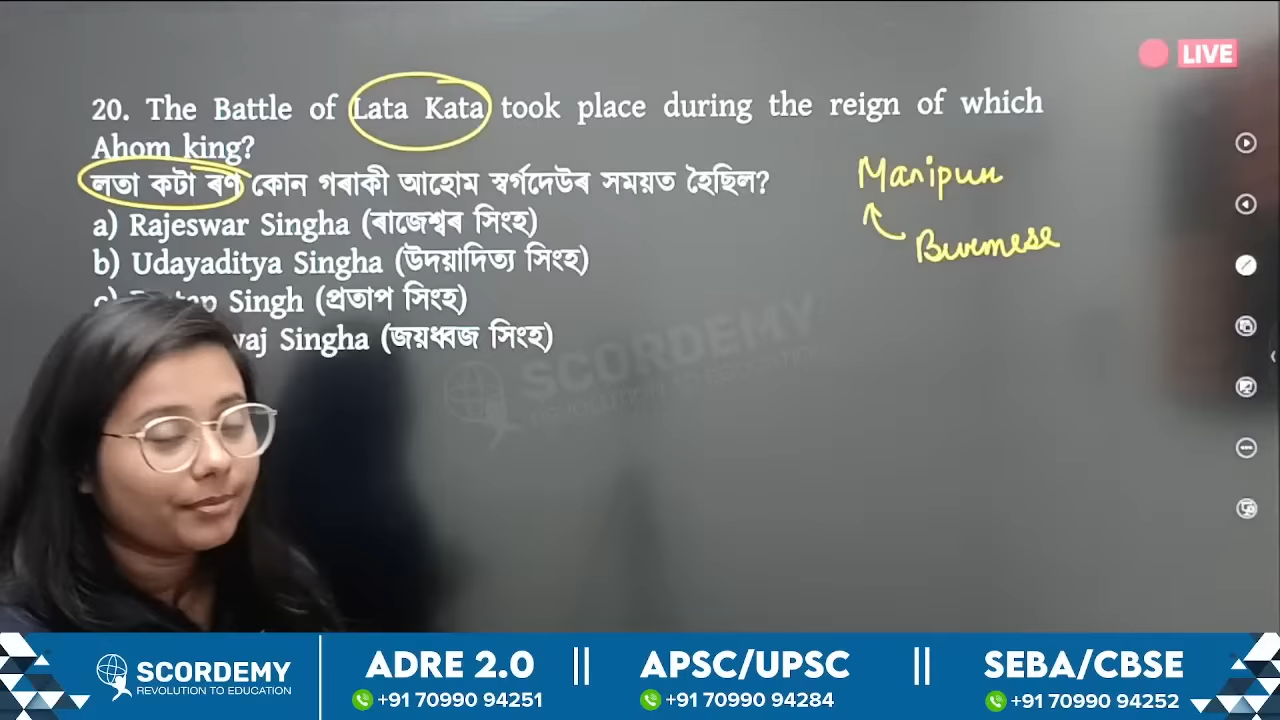 LIVE
20. The Battle of Lata Kata took place during the reign of which
Ahom king?
লতা কটা ৰণ কোন গৰাকী আহোম স্বৰ্গদেউৰ সময়ত হৈছিল?
a) Rajeswar Singha (ৰাজেশ্বৰ সিংহ)
b) Udayaditya Singha (উদয়াদিত্য সিংহ)
Singh (প্ৰতাপ সিংহ)
Singha (জয়ধ্বজ সিংহ)
Manipur
Burmese
SCORDEMY
REVOLUTION TO EDUCATION
SCORDEMY
REVOLUTION TO EDUCATION
ADRE 2.0 || APSC/UPSC || SEBA/CBSE
+91 70990 94251 +91 70990 94284 +91 70990 94252